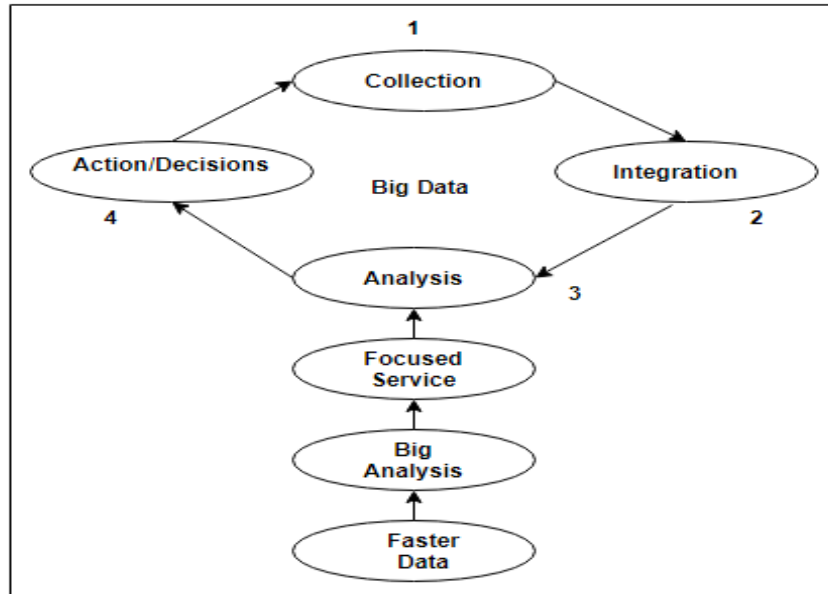 1
Collection
Action/Decisions
Integration
Big Data
4
2
Analysis
3
Focused
Service
Big
Analysis
Faster
Data